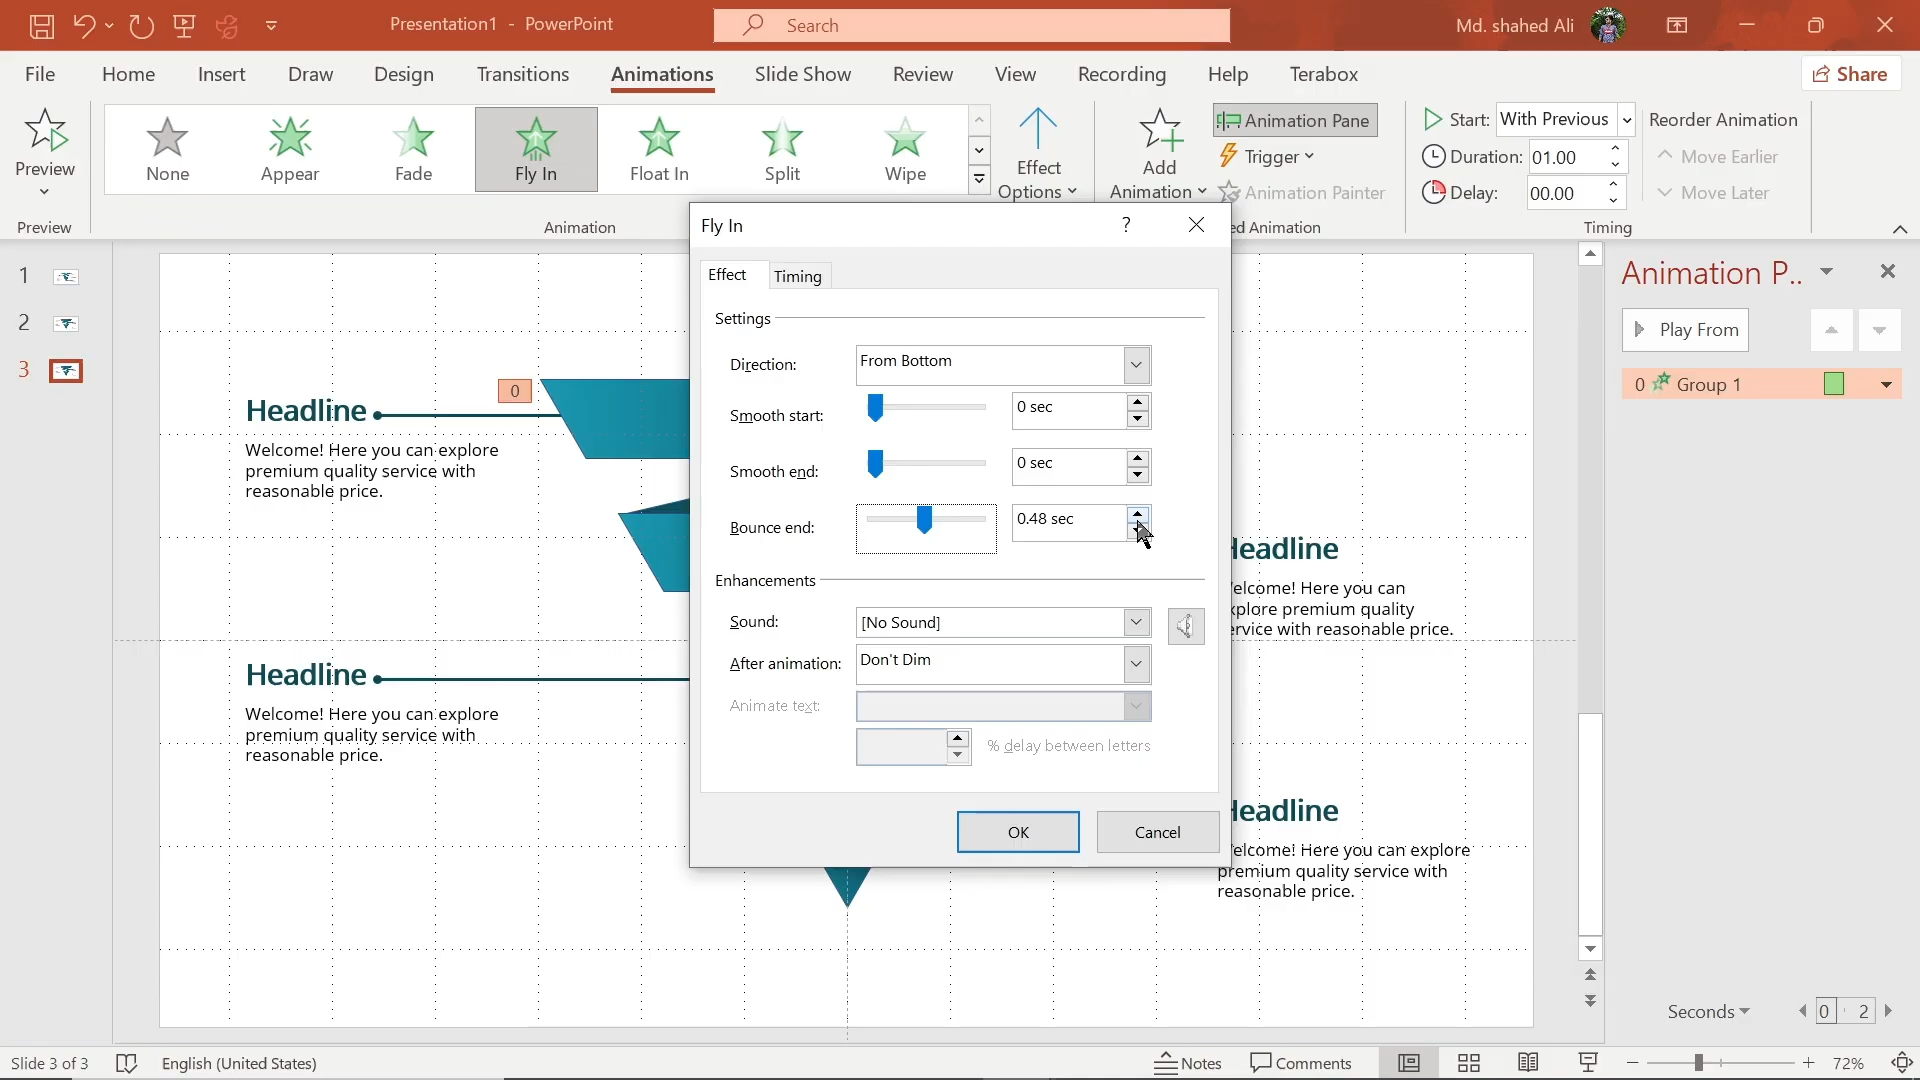 Presentation1 - PowerPoint
Search
Md. shahed Ali
File Home Insert Draw Design Transitions Animations Slide Show Review View Recording Help Terabox
Share
Preview
None Appear Fade Fly In Float In Split Wipe
Effect
Options
Add
Animation
Animation Pane
Trigger
Animation Painter
Start: With Previous
Duration: 01.00
Delay: 00.00
Reorder Animation
Move Earlier
Move Later
Preview
Animation
ed Animation
Timing
1
2
3
0
Headline
Welcome! Here you can explore
premium quality service with
reasonable price.
Headline
Welcome! Here you can explore
premium quality service with
reasonable price.
Fly In
?
Effect
Timing
Settings
Direction: From Bottom
Smooth start: 0 sec
Smooth end: 0 sec
Bounce end: 0.48 sec
Enhancements
Sound: [No Sound]
After animation: Don't Dim
Animate text:
% delay between letters
OK
Cancel
Headline
elcome! Here you can
xplore premium quality
ervice with reasonable price.
Headline
elcome! Here you can explore
premium quality service with
reasonable price.
Animation P..
Play From
0 Group 1
Seconds
0 2
Slide 3 of 3
English (United States)
Notes
Comments
72%